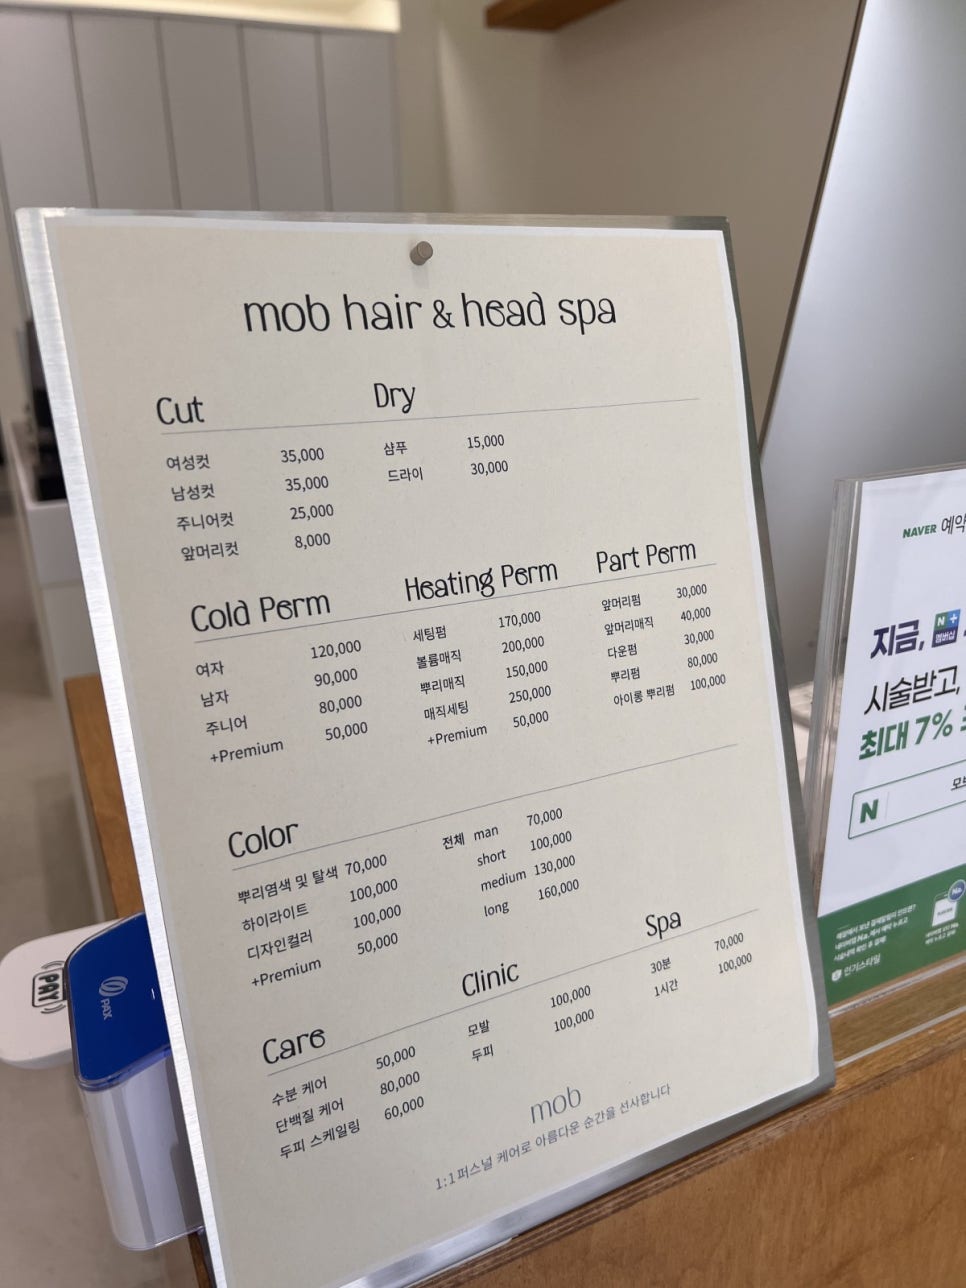 mob hair & head spa
Cut
여성컷 35,000
남성컷 35,000
주니어컷 25,000
앞머리컷 8,000
Dry
샴푸 15,000
드라이 30,000
Cold Perm
여자 120,000
남자 90,000
주니어 80,000
+Premium 50,000
Heating Perm
세팅펌 170,000
볼륨매직 200,000
뿌리매직 150,000
매직세팅 250,000
+Premium 50,000
Part Perm
앞머리펌 30,000
앞머리매직 40,000
다운펌 30,000
뿌리펌 80,000
아이롱 뿌리펌 100,000
Color
뿌리염색 및 탈색 70,000
하이라이트 100,000
디자인컬러 100,000
+Premium 50,000
전체 man 70,000
short 100,000
medium 130,000
long 160,000
Care
수분 케어 50,000
단백질 케어 80,000
두피 스케일링 60,000
Clinic
모발 100,000
두피 100,000
Spa
30분 70,000
1시간 100,000
mob
1:1퍼스널 케어로 아름다운 순간을 선사합니다
PAY
PAX
NAVER 예약
지금, N+
멤버십
시술받고,
최대 7%
N